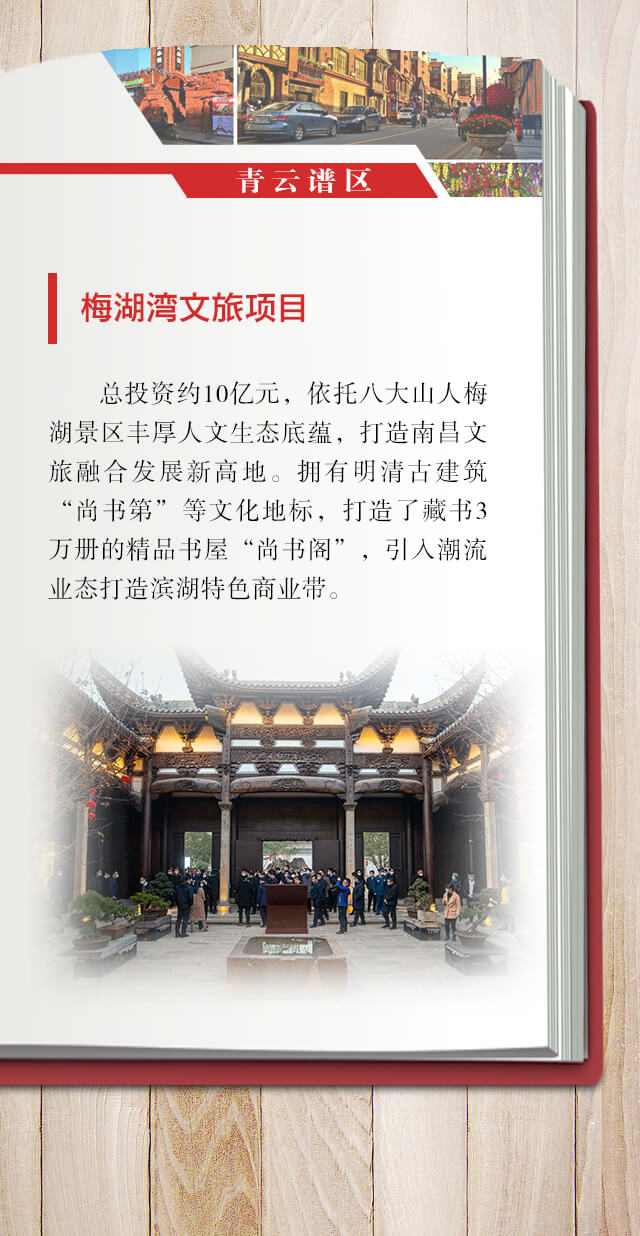 青云谱区
梅湖湾文旅项目
总投资约10亿元，依托八大山人梅
湖景区丰厚人文生态底蕴，打造南昌文
旅融合发展新高地。拥有明清古建筑
“尚书第”等文化地标，打造了藏书3
万册的精品书屋“尚书阁”，引入潮流
业态打造滨湖特色商业带。